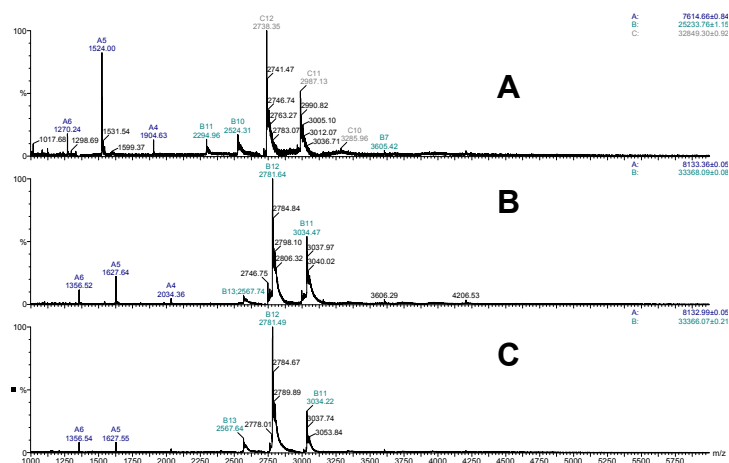 C12
2738.35
A: 7614.66±0.84
B: 25233.76±1.15
C: 32849.30±0.92
100
A5
1524.00
C11
2987.13
A
2741.47
2746.74
2990.82
%
A6
1270.24
2763.27
3005.10
B11
2294.96
B10
2524.31
2783.07
3012.07
A4
1904.63
3036.71
C10
3285.96
B7
3605.42
1017.68
1298.69
1531.54
1599.37
0
B12
2781.64
A: 8133.36±0.05
B: 33368.09±0.08
100
B
2784.84
B11
3034.47
2798.10
3037.97
%
2806.32
3040.02
A6
1356.52
A5
1627.64
A4
2034.36
2746.75
B13;2567.74
3606.29
4206.53
0
B12
2781.49
A: 8132.99±0.05
B: 33366.07±0.21
100
C
2784.67
%
2789.89
B11
3034.22
A6
1356.54
A5
1627.55
B13
2567.64
2778.01
3037.74
3053.84
0
1000 1250 1500 1750 2000 2250 2500 2750 3000 3250 3500 3750 4000 4250 4500 4750 5000 5250 5500 5750 m/z